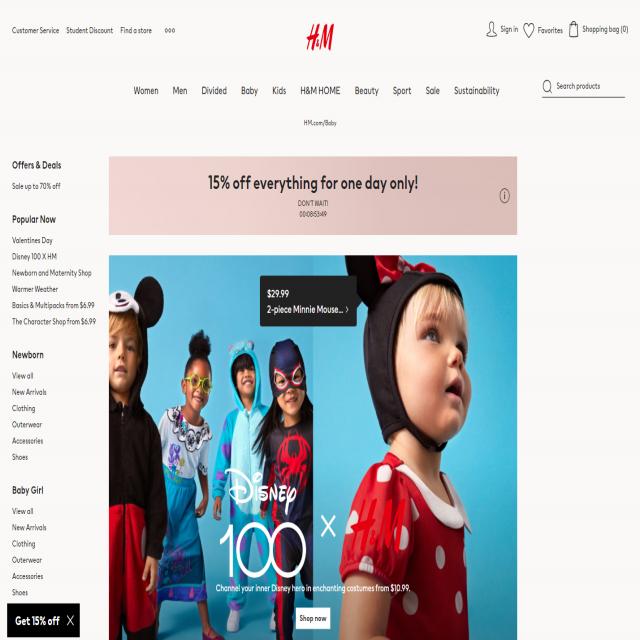 Customer Service Student Discount Find a store
H&M
Sign in Favorites Shopping bag (0)
Women Men Divided Baby Kids H&M HOME Beauty Sport Sale Sustainability
Search products
HM.com/Baby
Offers & Deals
Sale up to 70% off
Popular Now
Valentines Day
Disney 100 X HM
Newborn and Maternity Shop
Warmer Weather
Basics & Multipacks from $6.99
The Character Shop from $6.99
Newborn
View all
New Arrivals
Clothing
Outerwear
Accessories
Shoes
Baby Girl
View all
New Arrivals
Clothing
Outerwear
Accessories
Shoes
Get 15% off X
15% off everything for one day only!
DON'T WAIT!
00:08:53:49
$29.99
2-piece Minnie Mouse... >
Disney
100 X H&M
Channel your inner Disney hero in enchanting costumes from $10.99.
Shop now